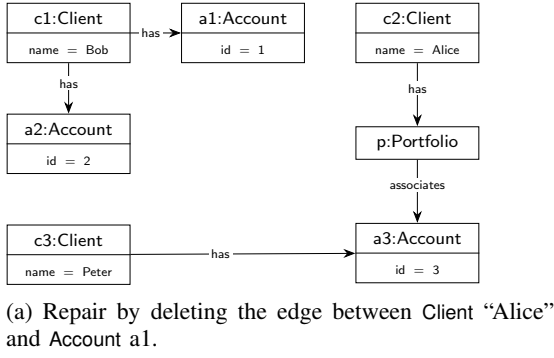 c1:Client
name = Bob
has
a1:Account
id = 1
c2:Client
name = Alice
has
has
a2:Account
id = 2
p:Portfolio
associates
c3:Client
name = Peter
has
a3:Account
id = 3
(a) Repair by deleting the edge between Client “Alice”
and Account a1.